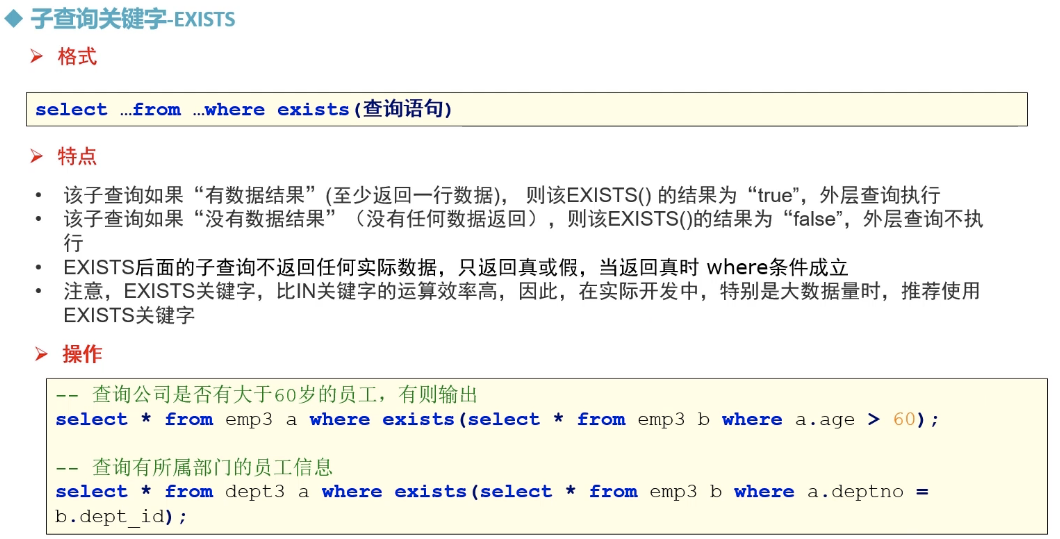 ◆ 子查询关键字-EXISTS
➢ 格式
select …from …where exists(查询语句)
➢ 特点
• 该子查询如果“有数据结果”(至少返回一行数据)， 则该EXISTS() 的结果为“true”，外层查询执行
• 该子查询如果“没有数据结果”（没有任何数据返回），则该EXISTS()的结果为“false”，外层查询不执
行
• EXISTS后面的子查询不返回任何实际数据，只返回真或假，当返回真时 where条件成立
• 注意，EXISTS关键字，比IN关键字的运算效率高，因此，在实际开发中，特别是大数据量时，推荐使用
EXISTS关键字
➢ 操作
-- 查询公司是否有大于60岁的员工，有则输出
select * from emp3 a where exists(select * from emp3 b where a.age > 60);
-- 查询有所属部门的员工信息
select * from dept3 a where exists(select * from emp3 b where a.deptno =
b.dept_id);